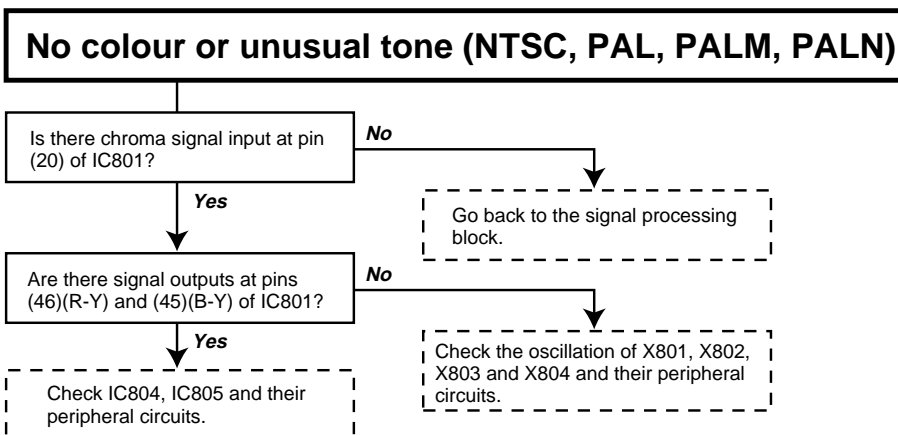 No colour or unusual tone (NTSC, PAL, PALM, PALN)
Is there chroma signal input at pin
(20) of IC801?
No
Yes
Go back to the signal processing
block.
Are there signal outputs at pins
(46)(R-Y) and (45)(B-Y) of IC801?
No
Yes
Check the oscillation of X801, X802,
X803 and X804 and their peripheral
circuits.
Check IC804, IC805 and their
peripheral circuits.